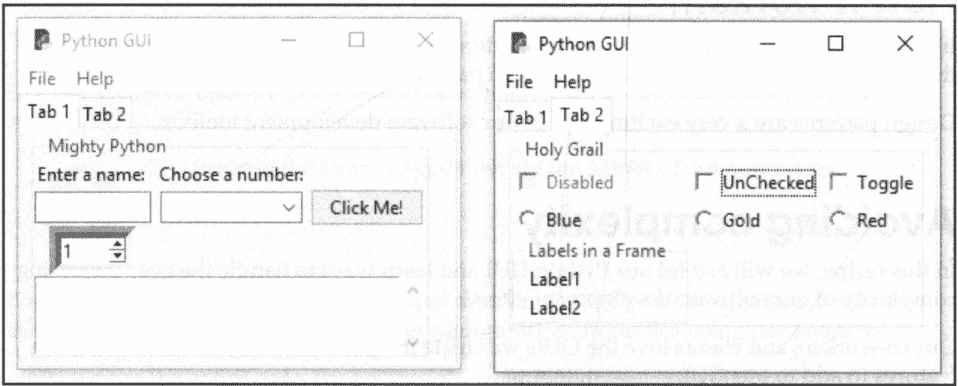 Python GUI
File Help
Tab 1 Tab 2
Mighty Python
Enter a name: Choose a number:
Click Me!
1
Python GUI
File Help
Tab 1 Tab 2
Holy Grail
Disabled UnChecked Toggle
Blue Gold Red
Labels in a Frame
Label1
Label2